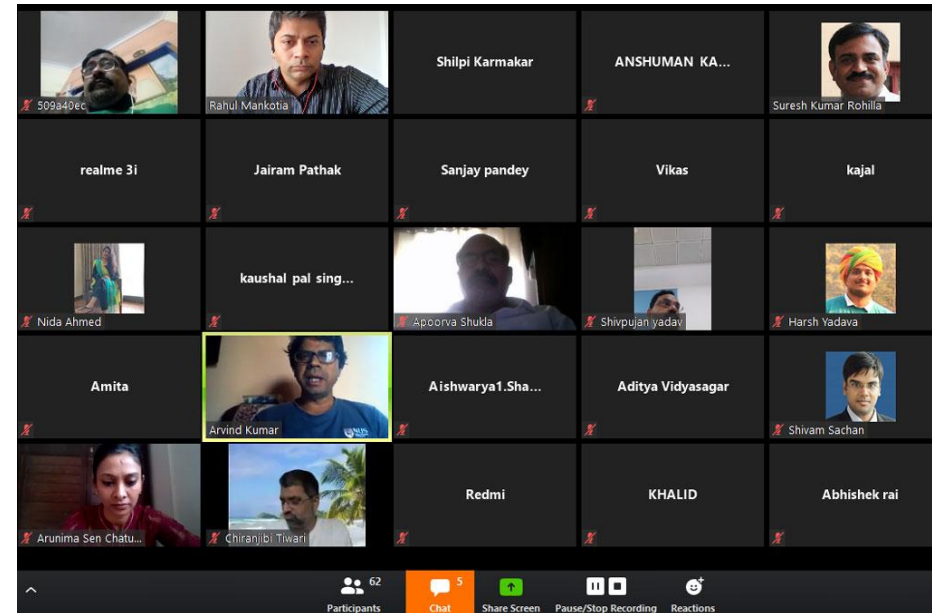 509a40ec
Rahul Mankotia
Shilpi Karmakar
ANSHUMAN KA...
Suresh Kumar Rohilla
realme 3i
Jairam Pathak
Sanjay pandey
Vikas
kajal
Nida Ahmed
kaushal pal sing...
Apoorva Shukla
Shivpujan yadav
Harsh Yadava
Amita
Arvind Kumar
Aishwarya1.Sha...
Aditya Vidyasagar
Shivam Sachan
Arunima Sen Chatu...
Chiranjibi Tiwari
Redmi
KHALID
Abhishek rai
62
5
Participants
Chat
Share Screen
Pause/Stop Recording
Reactions